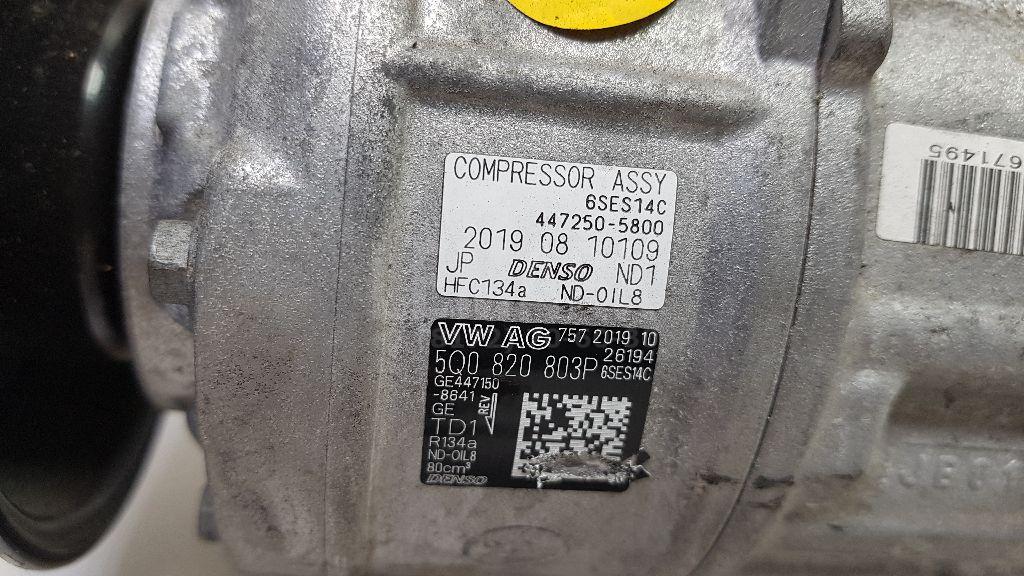 COMPRESSOR ASSY
6SES14C
447250-5800
2019 08 10109
JP DENSO ND1
HFC134a ND-OIL8
VW AG 757 2019 10
26194
5Q0 820 803P 6SES14C
GE447150
-8641
REV
GE
TD1
R134a
ND-OIL8
80cm³
DENSO
671495